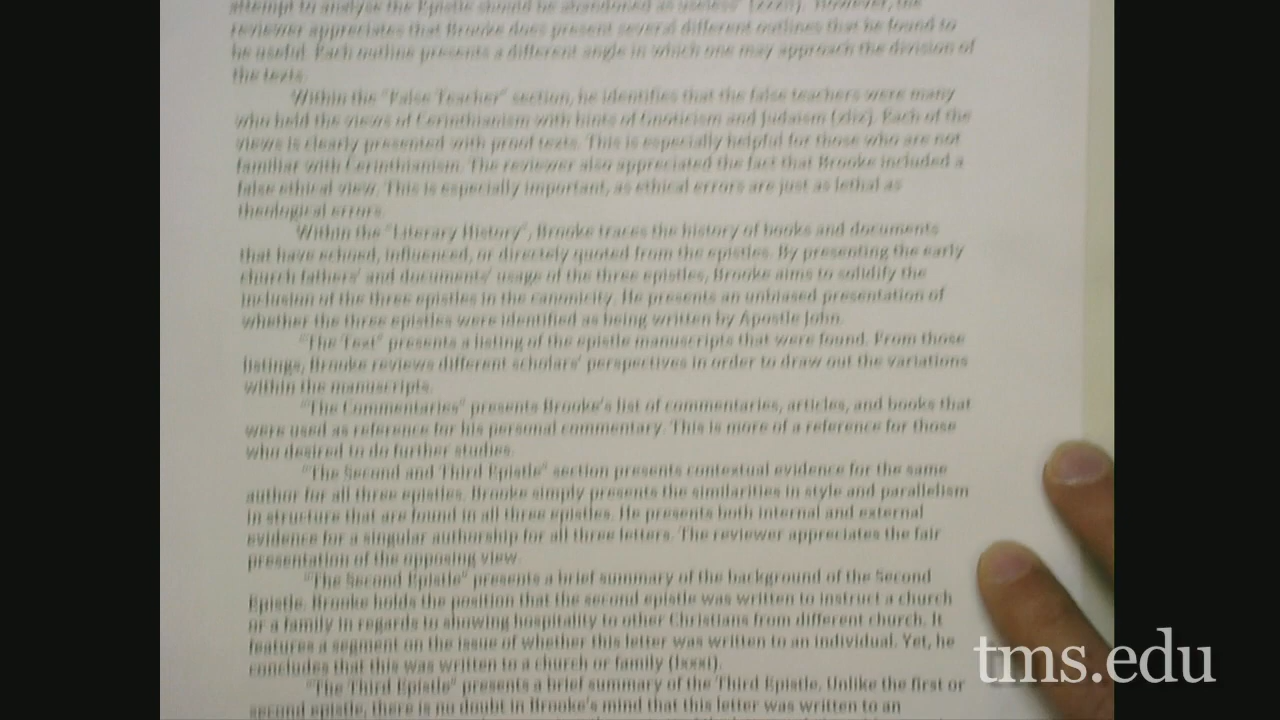 attempt to analyse the Epistle should be abandoned as useless" (xxxii). However, the
reviewer appreciates that Brooke does present several different outlines that he found to
be useful. Each outline presents a different angle in which one may approach the division of
the texts.
Within the "False Teacher" section, he identifies that the false teachers were many
who held the views of Cerinthianism with hints of Gnoticism and Judaism (xlix). Each of the
views is clearly presented with proof texts. This is especially helpful for those who are not
familiar with Cerinthianism. The reviewer also appreciated the fact that Brooke included a
false ethical view. This is especially important, as ethical errors are just as lethal as
theological errors.
Within the "Literary History", Brooke traces the history of books and documents
that have echoed, influenced, or directely quoted from the epistles. By presenting the early
church fathers' and documents' usage of the three epistles, Brooke aims to solidify the
inclusion of the three epistles in the canonicity. He presents an unbiased presentation of
whether the three epistles were identified as being written by Apostle John.
"The Text" presents a listing of the epistle manuscripts that were found. From those
listings, Brooke reviews different scholars' perspectives in order to draw out the variations
within the manuscripts.
"The Commentaries" presents Brooke's list of commentaries, articles, and books that
were used as reference for his personal commentary. This is more of a reference for those
who desired to do further studies.
"The Second and Third Epistle" section presents contextual evidence for the same
author for all three epistles. Brooke simply presents the similarities in style and parallelism
in structure that are found in all three epistles. He presents both internal and external
evidence for a singular authorship for all three letters. The reviewer appreciates the fair
presentation of the opposing view.
"The Second Epistle" presents a brief summary of the background of the Second
Epistle. Brooke holds the position that the second epistle was written to instruct a church
or a family in regards to showing hospitality to other Christians from different church. It
features a segment on the issue of whether this letter was written to an individual. Yet, he
concludes that this was written to a church or family (lxxxi).
"The Third Epistle" presents a brief summary of the Third Epistle. Unlike the first or
second epistle, there is no doubt in Brooke's mind that this letter was written to an
tms.edu